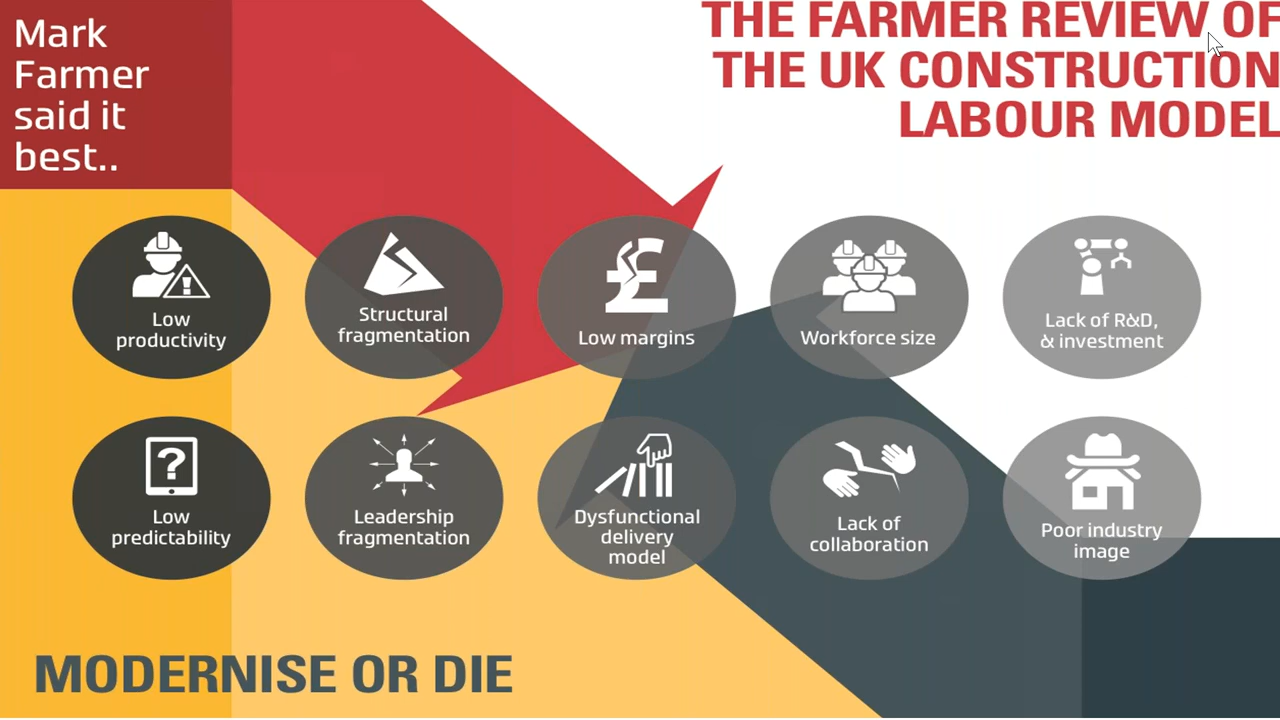 Mark
Farmer
said it
best..
THE FARMER REVIEW OF
THE UK CONSTRUCTION
LABOUR MODEL
Low
productivity
Structural
fragmentation
£
Low margins
Workforce size
Lack of R&D,
& investment
?
Low
predictability
Leadership
fragmentation
Dysfunctional
delivery
model
Lack of
collaboration
Poor industry
image
MODERNISE OR DIE